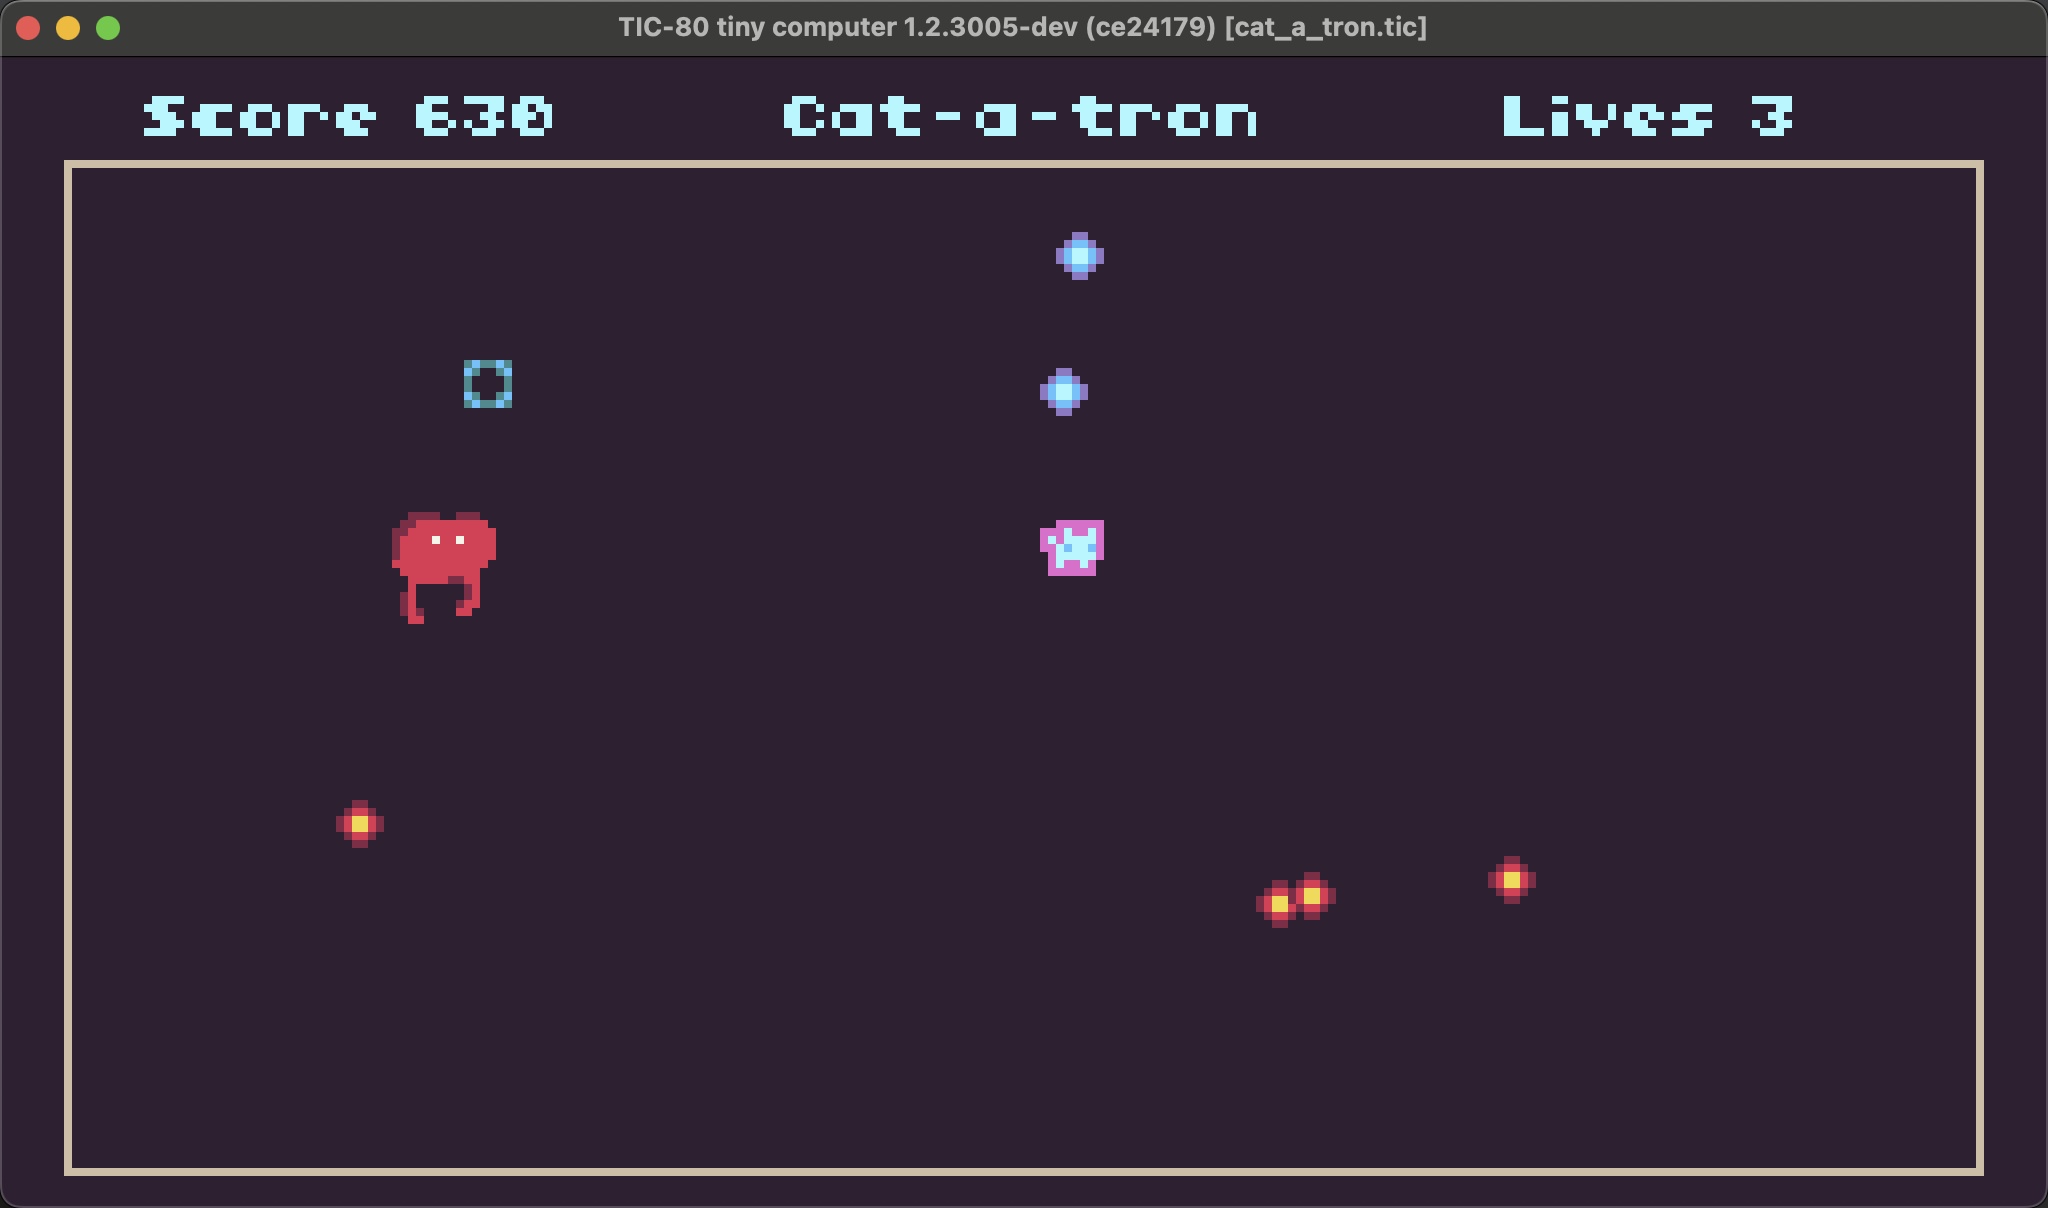 TIC-80 tiny computer 1.2.3005-dev (ce24179) [cat_a_tron.tic]
Score 630 Cat-a-tron Lives 3